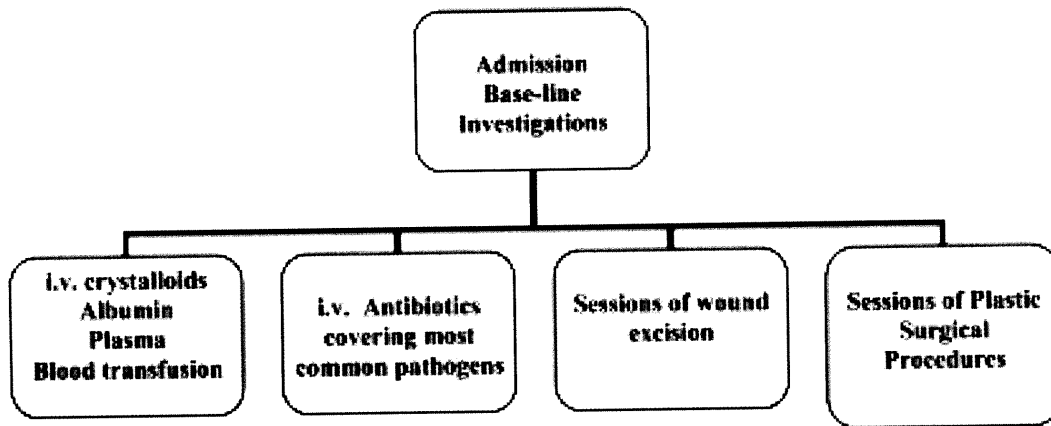 Admission
Base-line
Investigations
i.v. crystalloids
Albumin
Plasma
Blood transfusion
i.v. Antibiotics
covering most
common pathogens
Sessions of wound
excision
Sessions of Plastic
Surgical
Procedures